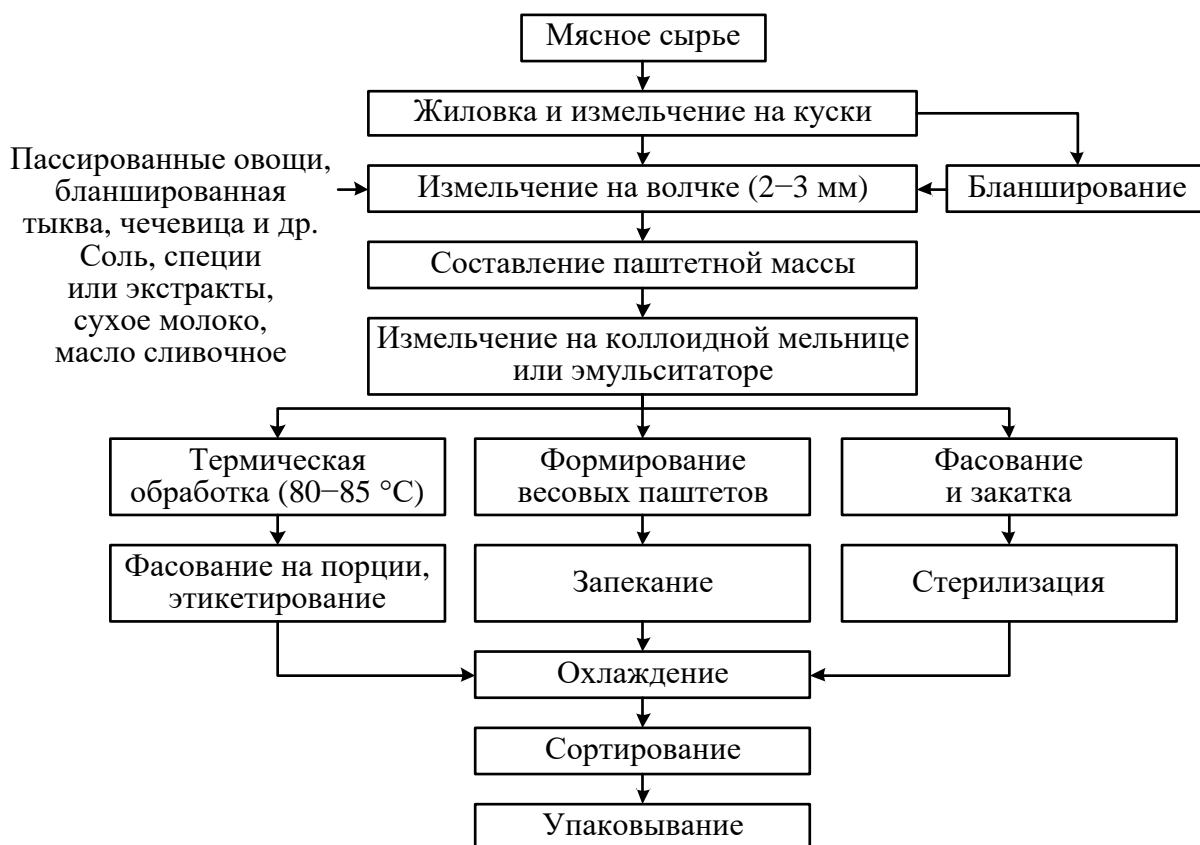 Мясное сырье
Жиловка и измельчение на куски
Пассированные овощи,
бланшированная
тыква, чечевица и др.
Соль, специи
или экстракты,
сухое молоко,
масло сливочное
Измельчение на волчке (2−3 мм)
Бланширование
Составление паштетной массы
Измельчение на коллоидной мельнице
или эмульситаторе
Термическая
обработка (80−85 °С)
Формирование
весовых паштетов
Фасование
и закатка
Фасование на порции,
этикетирование
Запекание
Стерилизация
Охлаждение
Сортирование
Упаковывание